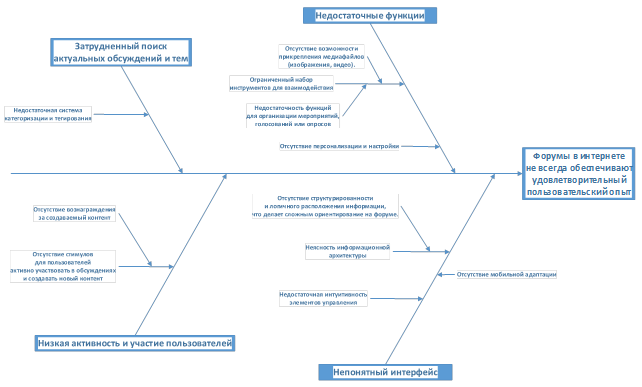 Недостаточные функции
Затрудненный поиск
актуальных обсуждений и тем
Отсутствие возможности
прикрепления медиафайлов
(изображения, видео).
Ограниченный набор
инструментов для взаимодействия
Недостаточная система
категоризации и тегирования
Недостаточность функций
для организации мероприятий,
голосований или опросов
Отсутствие персонализации и настройки
Форумы в интернете
не всегда обеспечивают
удовлетворительный
пользовательский опыт
Отсутствие вознаграждения
за создаваемый контент
Отсутствие структурированности
и логичного расположения информации,
что делает сложным ориентирование на форуме.
Отсутствие стимулов
для пользователей
активно участвовать в обсуждениях
и создавать новый контент
Неясность информационной
архитектуры
Отсутствие мобильной адаптации
Недостаточная интуитивность
элементов управления
Низкая активность и участие пользователей
Непонятный интерфейс